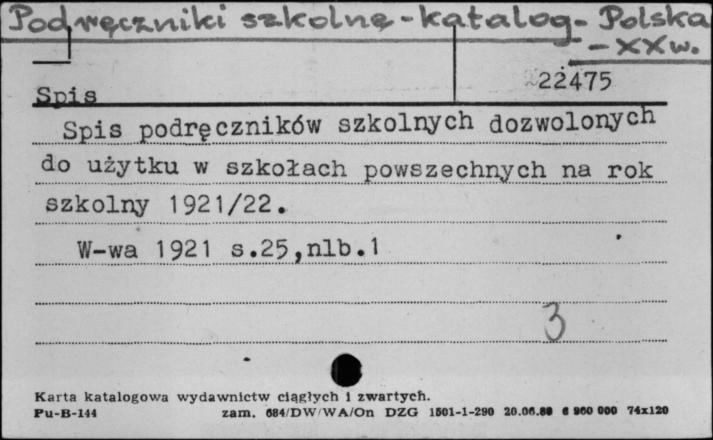 Podręczniki szkolne - katalog - Polska
- XX w.
22475
Spis
Spis podręczników szkolnych dozwolonych
do użytku w szkołach powszechnych na rok
szkolny 1921/22.
W-wa 1921 s.25,nlb.1
3
Karta katalogowa wydawnictw ciągłych i zwartych.
Pu-B-144 zam. 684/DW/WA/On DZG 1501-1-290 20.06.80 6 900 000 74x120